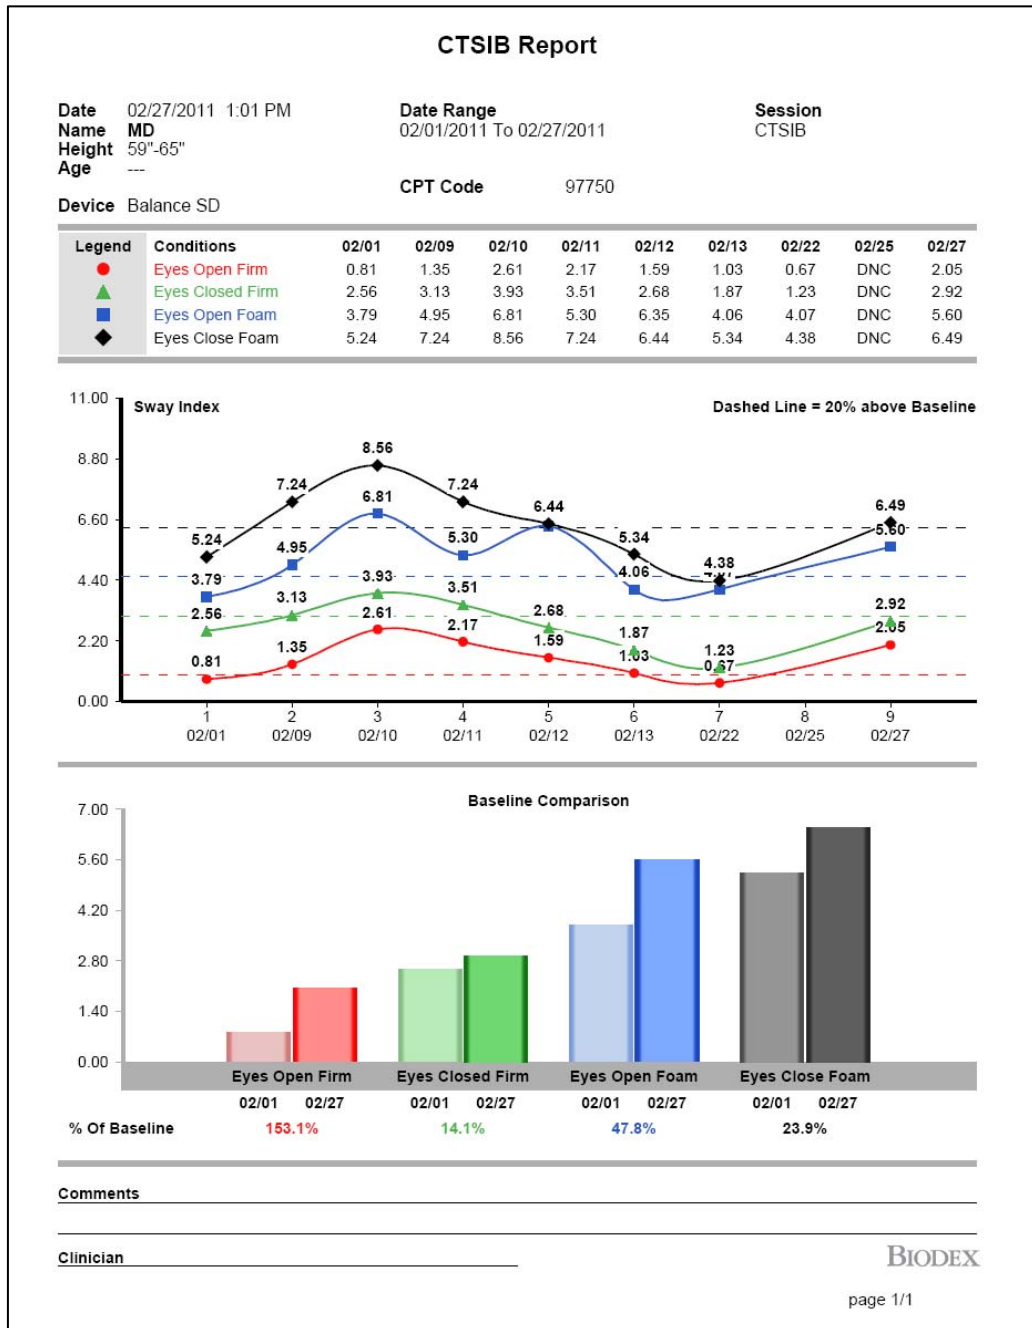 CTSIB Report
Date 02/27/2011 1:01 PM Date Range Session
Name MD 02/01/2011 To 02/27/2011 CTSIB
Height 59"-65"
Age ---
CPT Code 97750
Device Balance SD
Legend Conditions 02/01 02/09 02/10 02/11 02/12 02/13 02/22 02/25 02/27
Eyes Open Firm 0.81 1.35 2.61 2.17 1.59 1.03 0.67 DNC 2.05
Eyes Closed Firm 2.56 3.13 3.93 3.51 2.68 1.87 1.23 DNC 2.92
Eyes Open Foam 3.79 4.95 6.81 5.30 6.35 4.06 4.07 DNC 5.60
Eyes Close Foam 5.24 7.24 8.56 7.24 6.44 5.34 4.38 DNC 6.49
11.00 Sway Index Dashed Line = 20% above Baseline
8.80
6.60
4.40
2.20
0.00
5.24 7.24 8.56 7.24 6.44 5.34 4.38 6.49
3.79 4.95 6.81 5.30 4.06 4.07 5.60
2.56 3.13 3.93 3.51 2.68 1.87 1.23 2.92
0.81 1.35 2.61 2.17 1.59 1.03 0.67 2.05
1 2 3 4 5 6 7 8 9
02/01 02/09 02/10 02/11 02/12 02/13 02/22 02/25 02/27
Baseline Comparison
7.00
5.60
4.20
2.80
1.40
0.00
Eyes Open Firm Eyes Closed Firm Eyes Open Foam Eyes Close Foam
02/01 02/27 02/01 02/27 02/01 02/27 02/01 02/27
% Of Baseline 153.1% 14.1% 47.8% 23.9%
Comments
Clinician
BIODEX
page 1/1